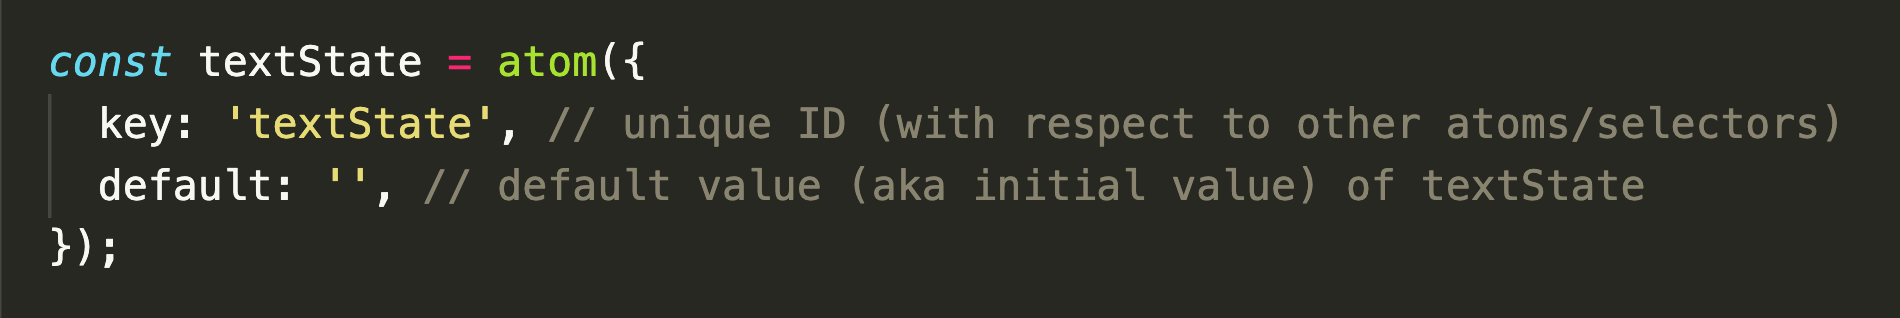 const textState = atom({
  key: 'textState', // unique ID (with respect to other atoms/selectors)
  default: '', // default value (aka initial value) of textState
});